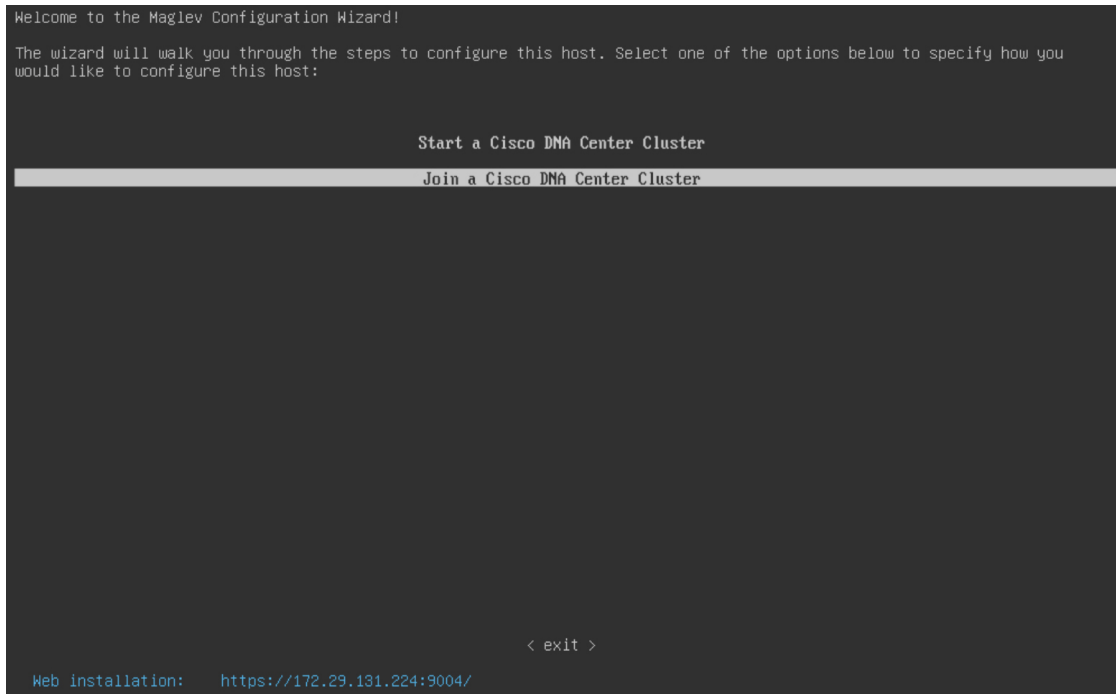 Welcome to the Maglev Configuration Wizard!
The wizard will walk you through the steps to configure this host. Select one of the options below to specify how you
would like to configure this host:
Start a Cisco DNA Center Cluster
Join a Cisco DNA Center Cluster
< exit >
Web installation: https://172.29.131.224:9004/